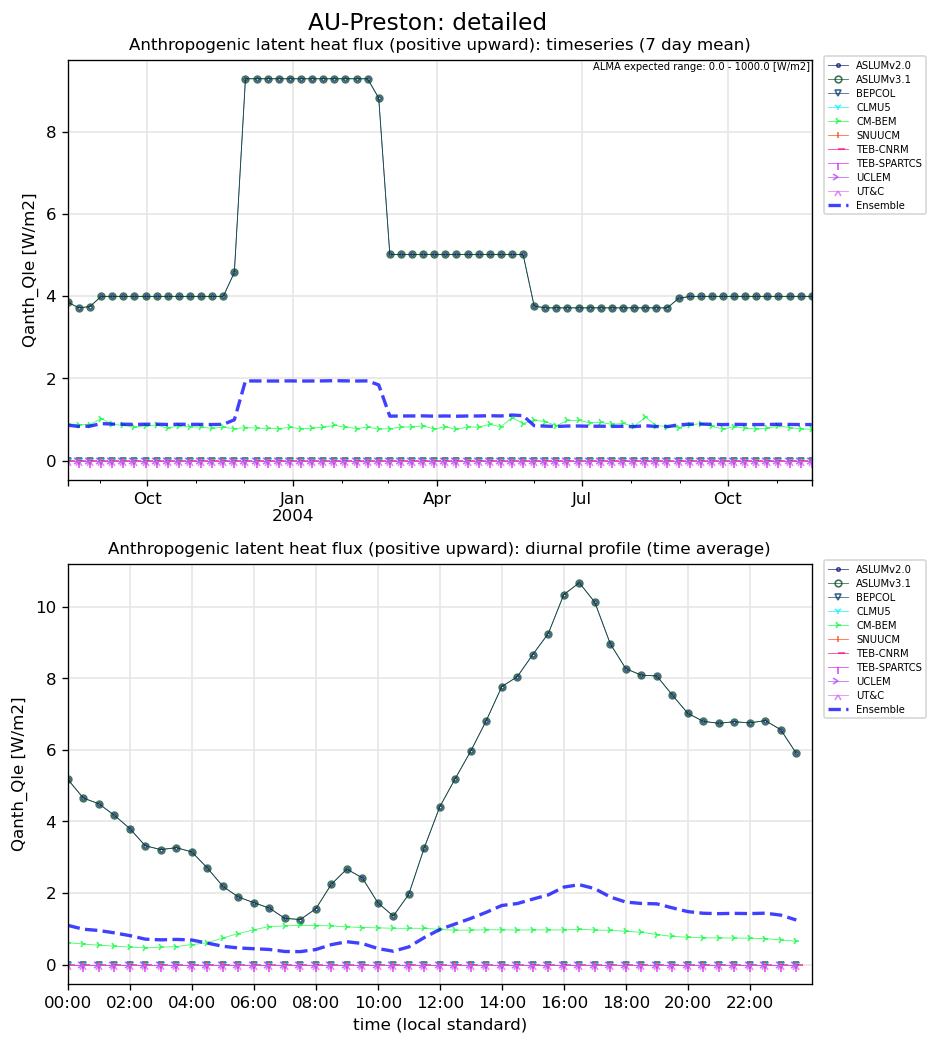 AU-Preston: detailed
Anthropogenic latent heat flux (positive upward): timeseries (7 day mean)
ALMA expected range: 0.0 - 1000.0 [W/m2]
Qanth_Qle [W/m2]
8
6
4
2
0
Oct
Jan
2004
Apr
Jul
Oct
ASLUMv2.0
ASLUMv3.1
BEPCOL
CLMU5
CM-BEM
SNUUCM
TEB-CNRM
TEB-SPARTCS
UCLEM
UT&C
Ensemble
Anthropogenic latent heat flux (positive upward): diurnal profile (time average)
Qanth_Qle [W/m2]
10
8
6
4
2
0
00:00
02:00
04:00
06:00
08:00
10:00
12:00
14:00
16:00
18:00
20:00
22:00
time (local standard)
ASLUMv2.0
ASLUMv3.1
BEPCOL
CLMU5
CM-BEM
SNUUCM
TEB-CNRM
TEB-SPARTCS
UCLEM
UT&C
Ensemble